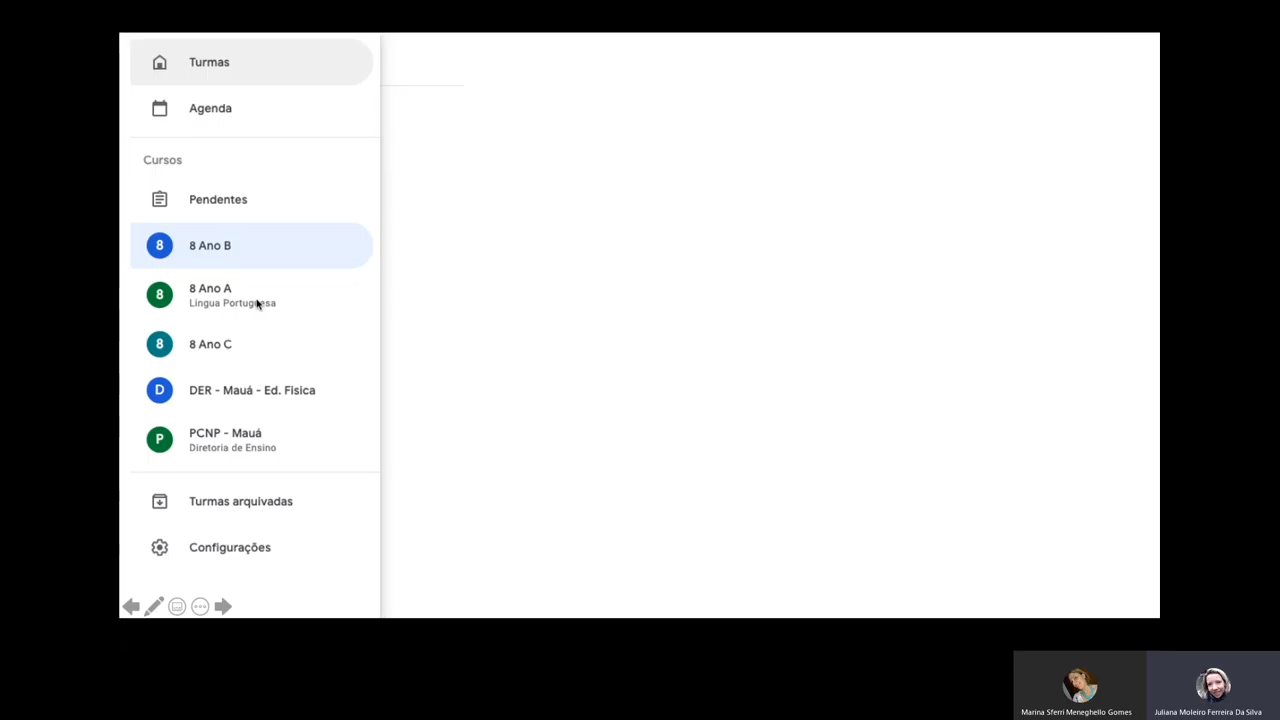 Turmas
Agenda
Cursos
Pendentes
8
8 Ano B
8
8 Ano A
Lingua Portuguesa
8
8 Ano C
D
DER - Mauá - Ed. Fisica
P
PCNP - Mauá
Diretoria de Ensino
Turmas arquivadas
Configurações
Marina Sferri Meneghello Gomes
Juliana Moleiro Ferreira Da Silva